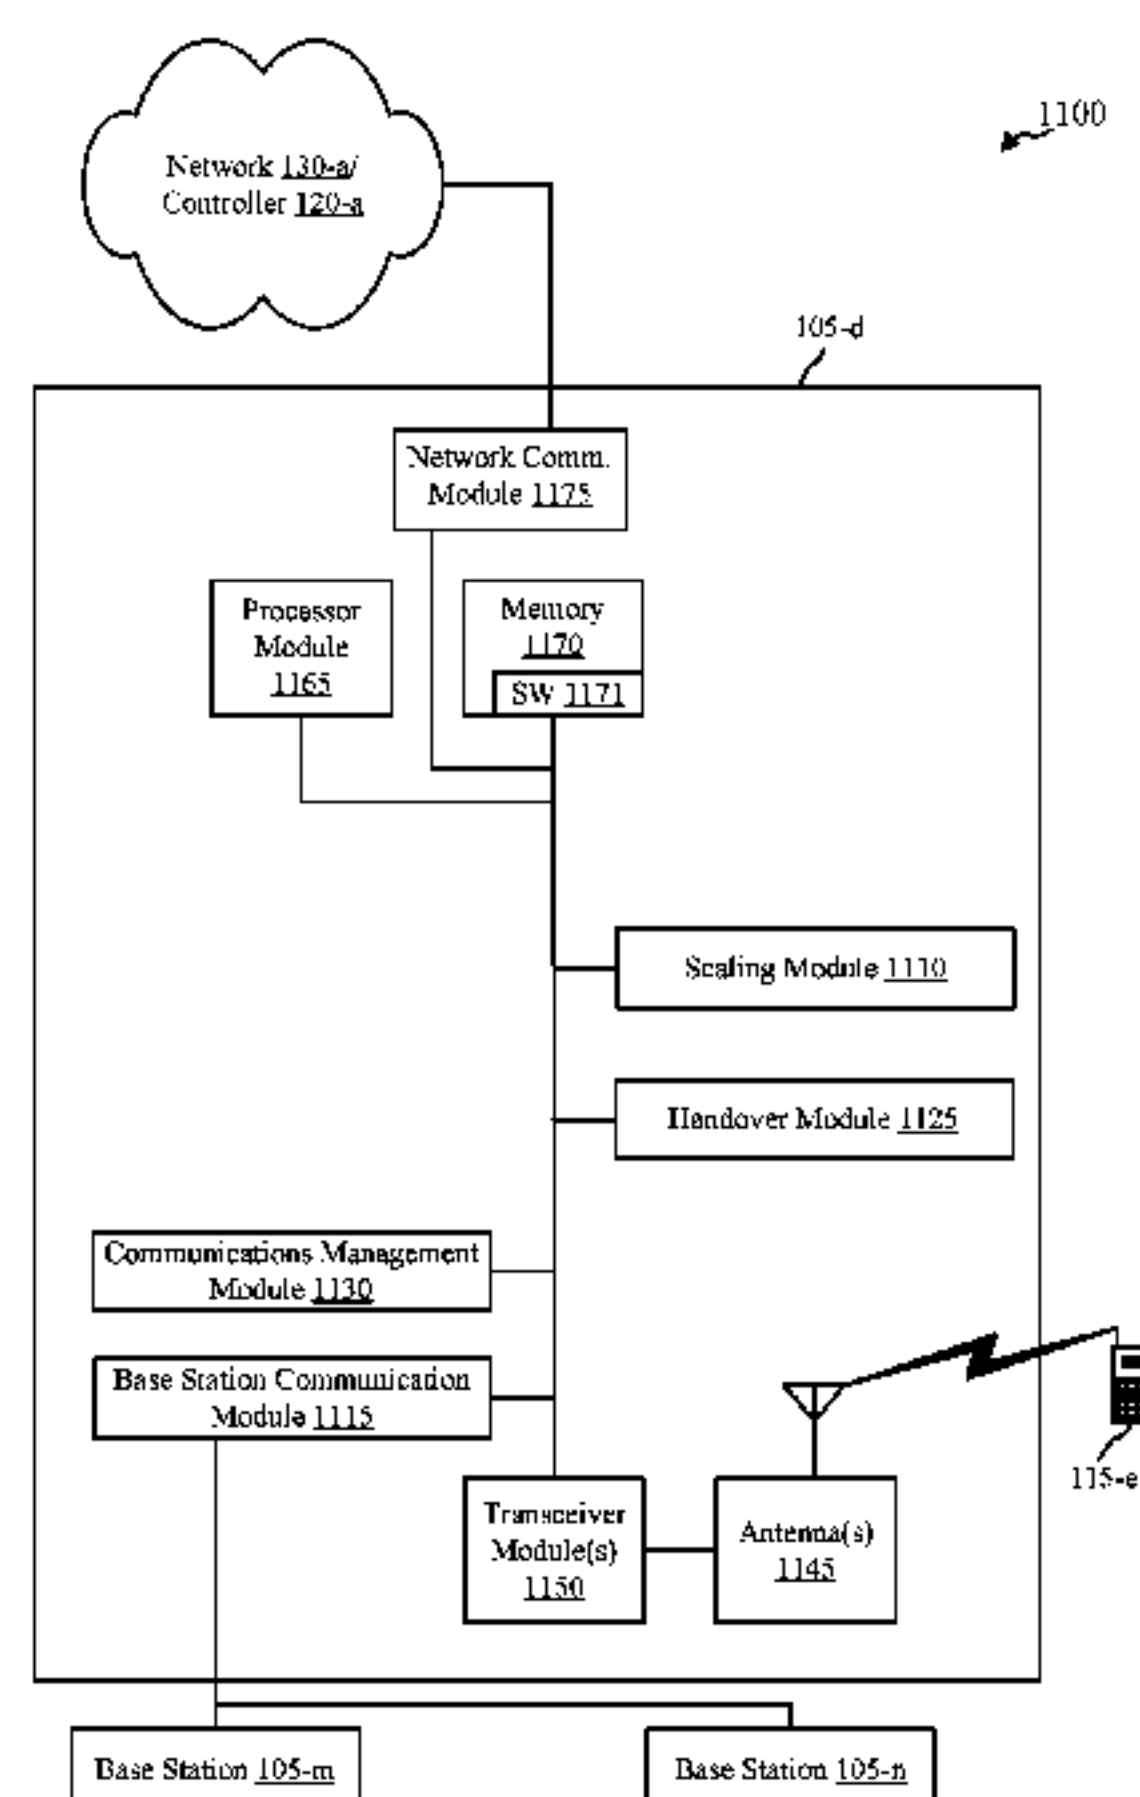 1100
Network 130-a/
Controller 120-a
105-d
Network Comm.
Module 1175
Processor
Module
1165
Memory
1170
SW 1171
Scaling Module 1110
Handover Module 1125
Communications Management
Module 1130
Base Station Communication
Module 1115
115-e
Transceiver
Module(s)
1150
Antenna(s)
1145
Base Station 105-m
Base Station 105-n